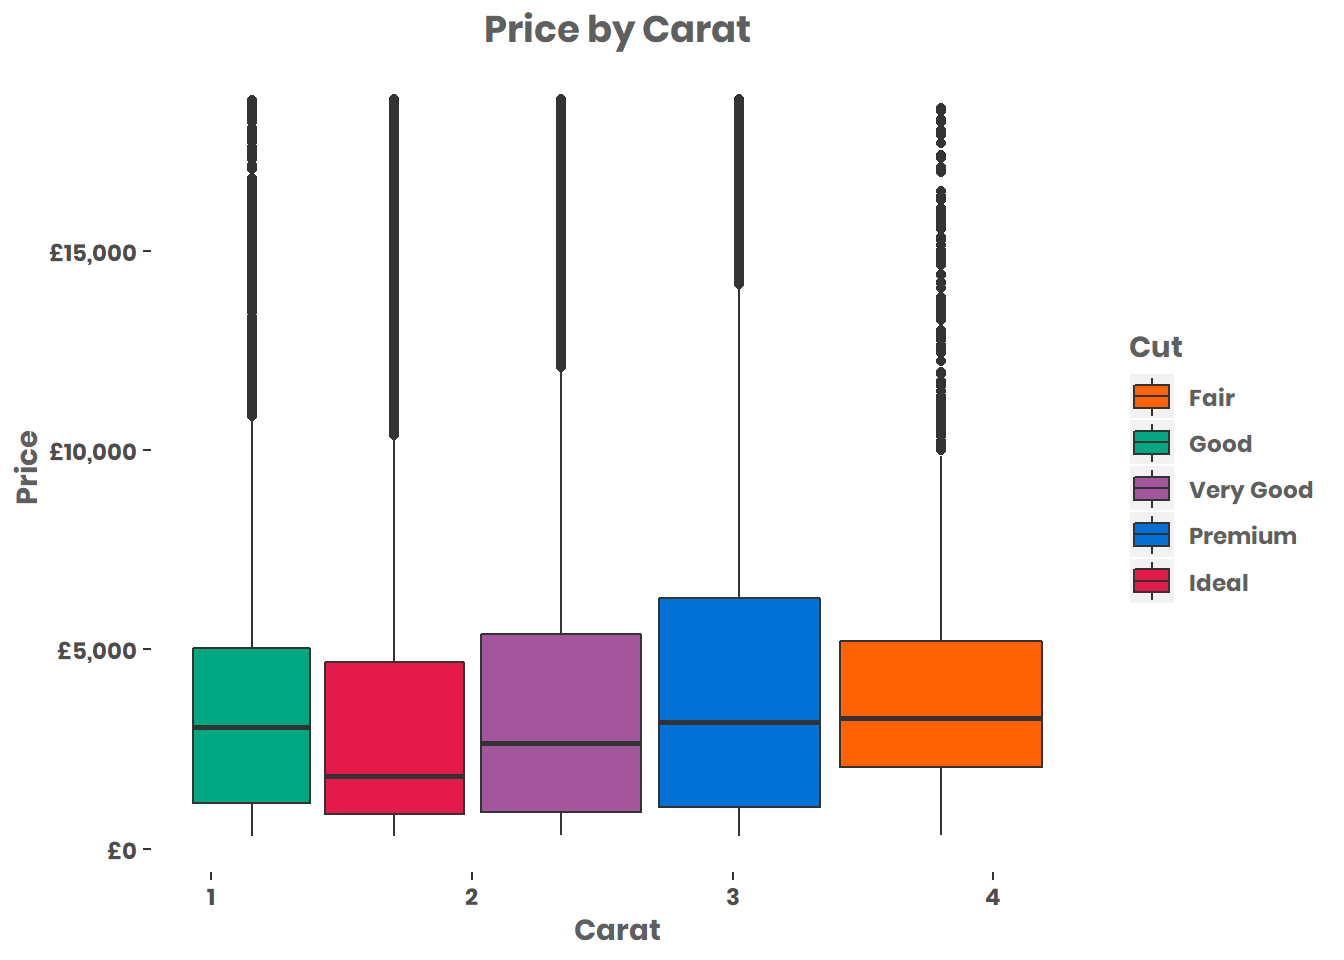 Price by Carat
Price
£15,000
£10,000
£5,000
£0
1 2 3 4
Carat
Cut
Fair
Good
Very Good
Premium
Ideal